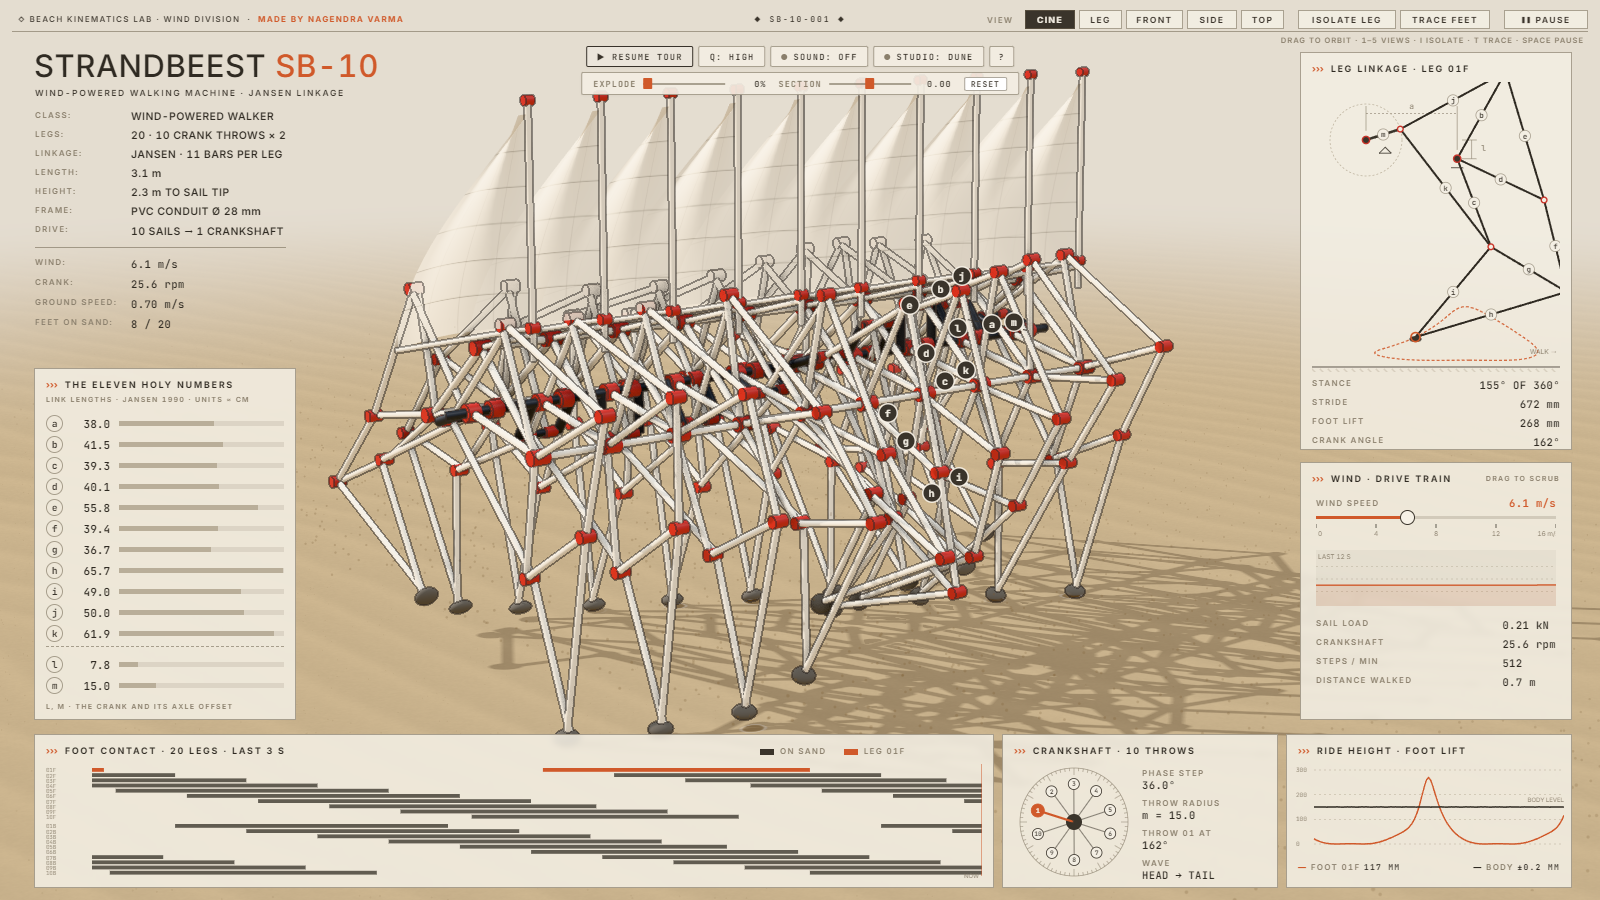 ◇ BEACH KINEMATICS LAB · WIND DIVISION · MADE BY NAGENDRA VARMA
◆ SB-10-001 ◆
VIEW CINE LEG FRONT SIDE TOP ISOLATE LEG TRACE FEET ❚❚ PAUSE
DRAG TO ORBIT · 1–5 VIEWS · I ISOLATE · T TRACE · SPACE PAUSE
▶ RESUME TOUR Q: HIGH ● SOUND: OFF ● STUDIO: DUNE ?
EXPLODE 0% SECTION 0.00 RESET
STRANDBEEST SB-10
WIND-POWERED WALKING MACHINE · JANSEN LINKAGE
CLASS: WIND-POWERED WALKER
LEGS: 20 · 10 CRANK THROWS × 2
LINKAGE: JANSEN · 11 BARS PER LEG
LENGTH: 3.1 m
HEIGHT: 2.3 m TO SAIL TIP
FRAME: PVC CONDUIT Ø 28 mm
DRIVE: 10 SAILS → 1 CRANKSHAFT
WIND: 6.1 m/s
CRANK: 25.6 rpm
GROUND SPEED: 0.70 m/s
FEET ON SAND: 8 / 20
››› THE ELEVEN HOLY NUMBERS
LINK LENGTHS · JANSEN 1990 · UNITS = CM
a 38.0
b 41.5
c 39.3
d 40.1
e 55.8
f 39.4
g 36.7
h 65.7
i 49.0
j 50.0
k 61.9
l 7.8
m 15.0
L, M · THE CRANK AND ITS AXLE OFFSET
j
b
e
l a m
d
k
c
f
g
i
h
››› LEG LINKAGE · LEG 01F
j
a
b
m
e
l
d
k
c
f
g
i
h
WALK →
STANCE 155° OF 360°
STRIDE 672 mm
FOOT LIFT 268 mm
CRANK ANGLE 162°
››› WIND · DRIVE TRAIN DRAG TO SCRUB
WIND SPEED 6.1 m/s
0 4 8 12 16 m/
LAST 12 S
SAIL LOAD 0.21 kN
CRANKSHAFT 25.6 rpm
STEPS / MIN 512
DISTANCE WALKED 0.7 m
››› FOOT CONTACT · 20 LEGS · LAST 3 S
ON SAND LEG 01F
NOW
››› CRANKSHAFT · 10 THROWS
1 2 3 4 5 6 7 8 9 10
PHASE STEP
36.0°
THROW RADIUS
m = 15.0
THROW 01 AT
162°
WAVE
HEAD → TAIL
››› RIDE HEIGHT · FOOT LIFT
300
200
100
0
BODY LEVEL
— FOOT 01F 117 MM — BODY ±0.2 MM